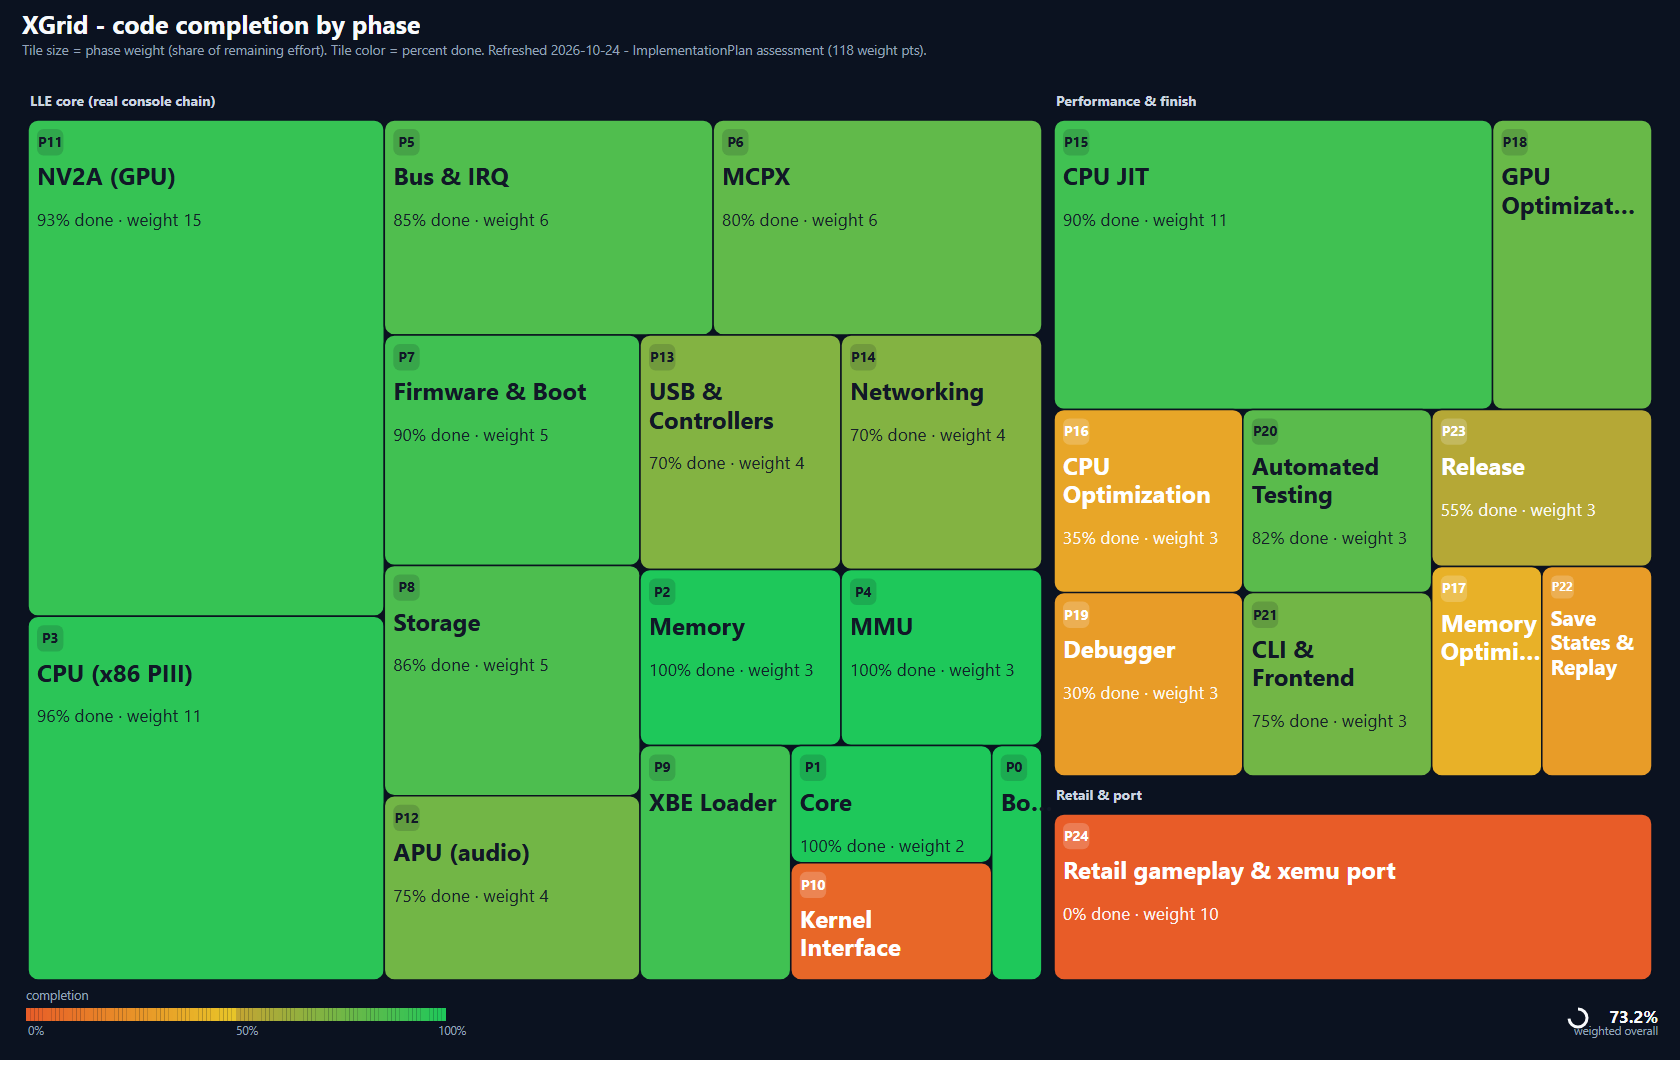 XGrid - code completion by phase
Tile size = phase weight (share of remaining effort). Tile color = percent done. Refreshed 2026-10-24 - ImplementationPlan assessment (118 weight pts).
LLE core (real console chain)
P11
NV2A (GPU)
93% done · weight 15
P5
Bus & IRQ
85% done · weight 6
P6
MCPX
80% done · weight 6
P7
Firmware & Boot
90% done · weight 5
P13
USB &
Controllers
70% done · weight 4
P14
Networking
70% done · weight 4
P3
CPU (x86 PIII)
96% done · weight 11
P8
Storage
86% done · weight 5
P2
Memory
100% done · weight 3
P4
MMU
100% done · weight 3
P12
APU (audio)
75% done · weight 4
P9
XBE Loader
P1
Core
100% done · weight 2
P0
Bo..
P10
Kernel
Interface
Performance & finish
P15
CPU JIT
90% done · weight 11
P18
GPU
Optimizat...
P16
CPU
Optimization
35% done · weight 3
P20
Automated
Testing
82% done · weight 3
P23
Release
55% done · weight 3
P19
Debugger
30% done · weight 3
P21
CLI &
Frontend
75% done · weight 3
P17
Memory
Optimi...
P22
Save
States &
Replay
Retail & port
P24
Retail gameplay & xemu port
0% done · weight 10
completion
0%
50%
100%
73.2%
weighted overall